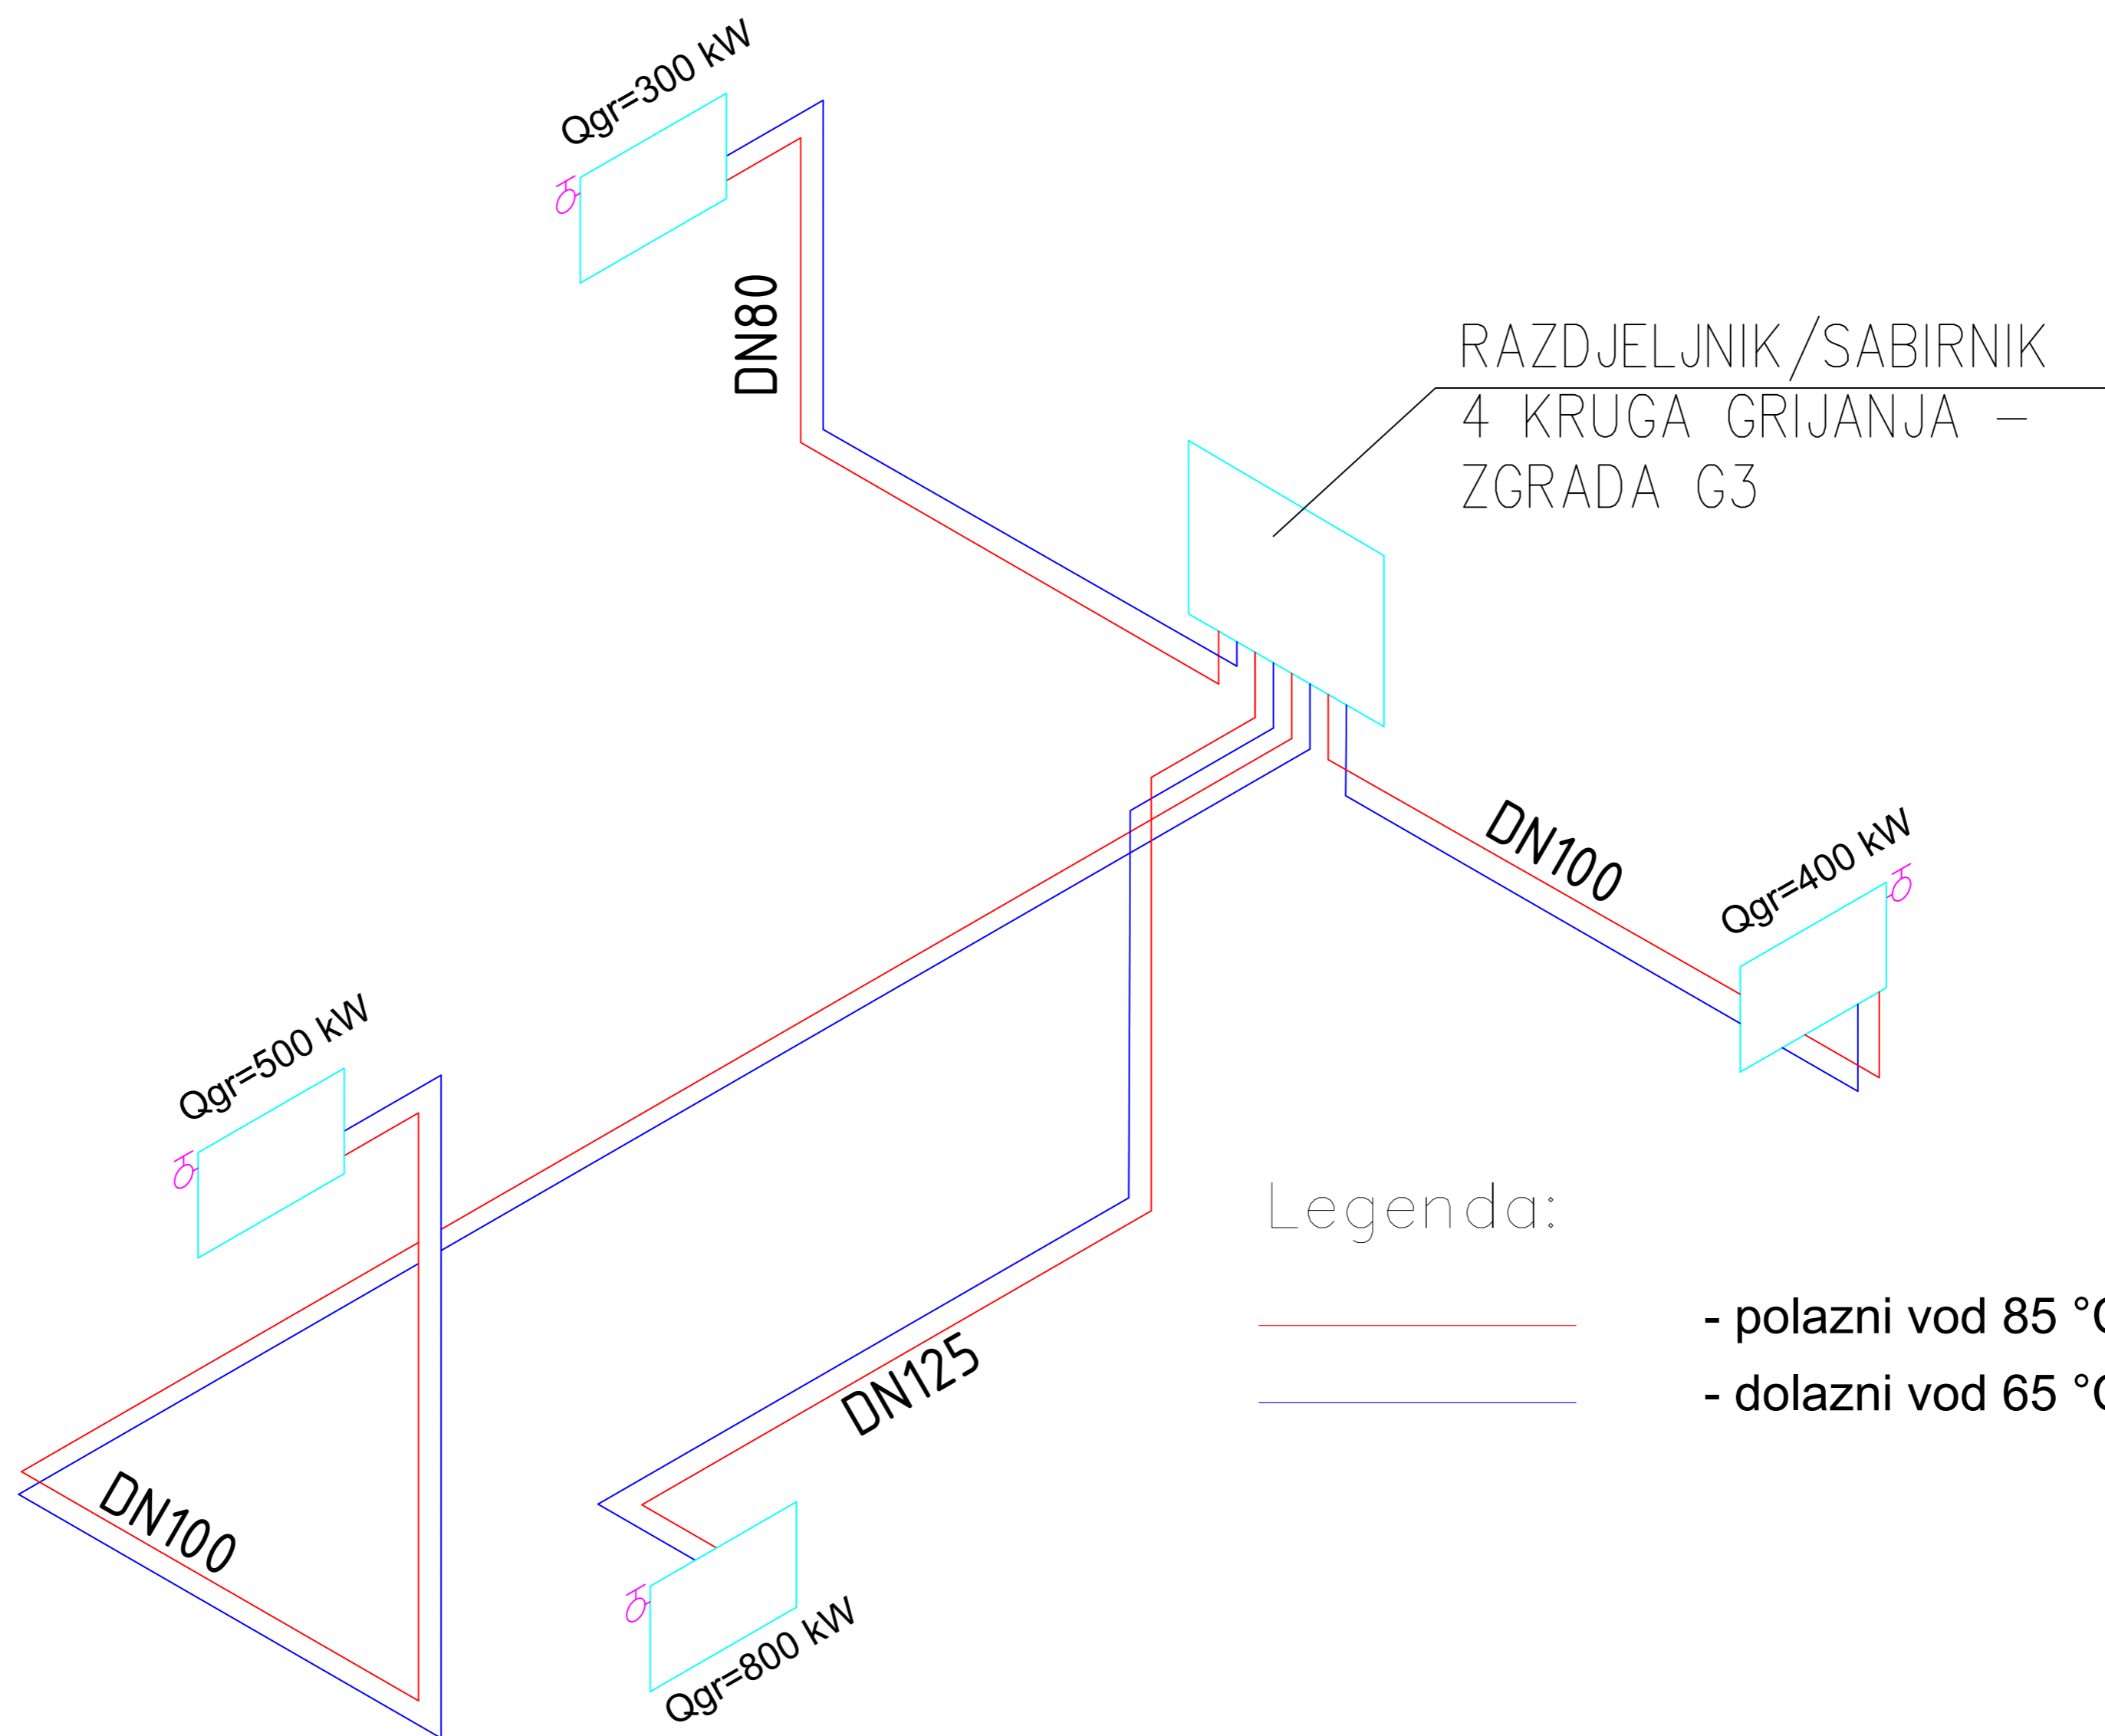 Qgr=300 kW
DN80
RAZDJELJNIK/SABIRNIK
4 KRUGA GRIJANJA -
ZGRADA G3
DN100
Qgr=400 kW
Qgr=500 kW
Legenda:
- polazni vod 85 °C
- dolazni vod 65 °C
DN125
DN100
Qgr=800 kW